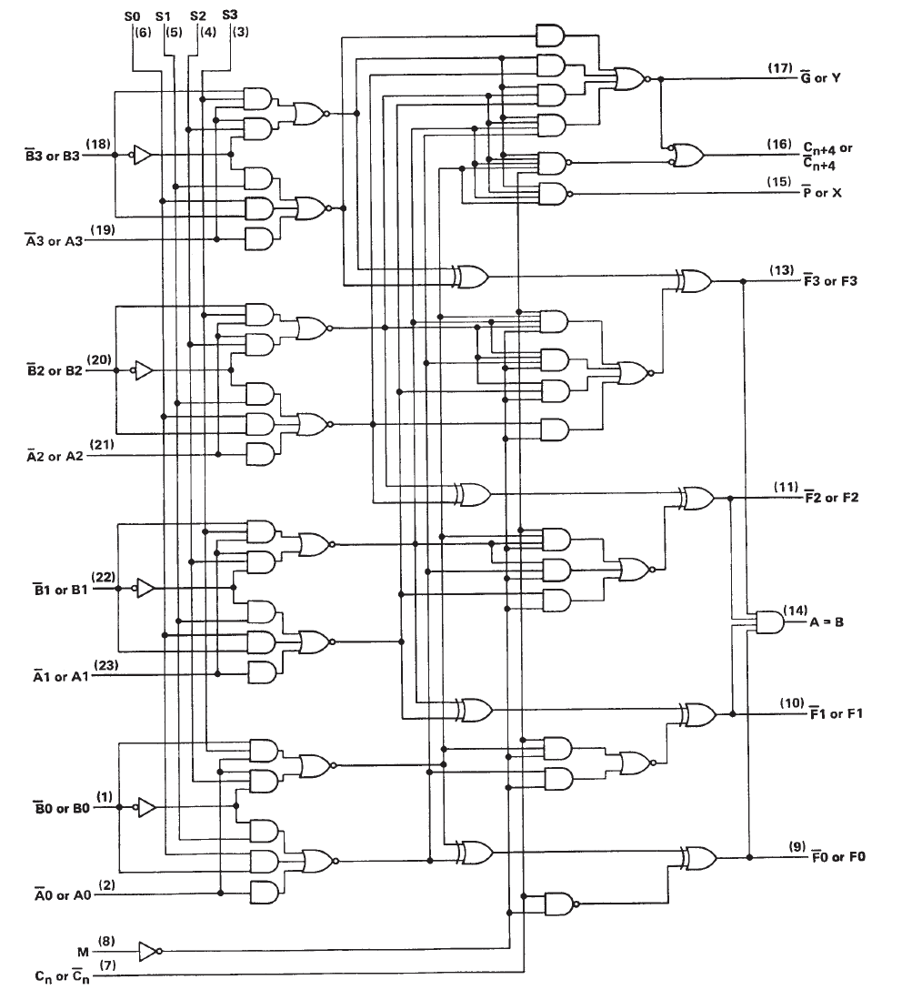 S0 S1 S2 S3
(6) (5) (4) (3)
(17) G̅ or Y
(18)
B̅3 or B3
(16) Cn+4 or
C̅n+4
(15) P̅ or X
(19)
A̅3 or A3
(13) F̅3 or F3
(20)
B̅2 or B2
(21)
A̅2 or A2
(11) F̅2 or F2
(22)
B̅1 or B1
(14) A = B
(23)
A̅1 or A1
(10) F̅1 or F1
(1)
B̅0 or B0
(9) F̅0 or F0
(2)
A̅0 or A0
M (8)
Cn or C̅n (7)